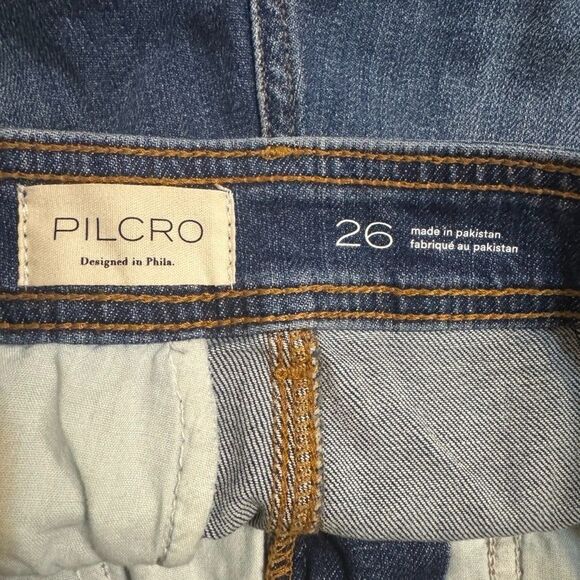 PILCRO
Designed in Phila.
26
made in pakistan
fabriqué au pakistan